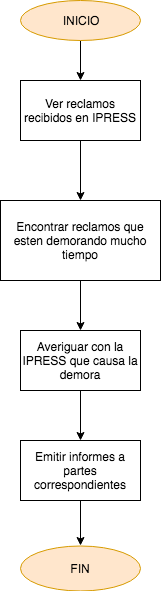 INICIO
Ver reclamos
recibidos en IPRESS
Encontrar reclamos que
esten demorando mucho
tiempo
Averiguar con la
IPRESS que causa la
demora
Emitir informes a
partes
correspondientes
FIN